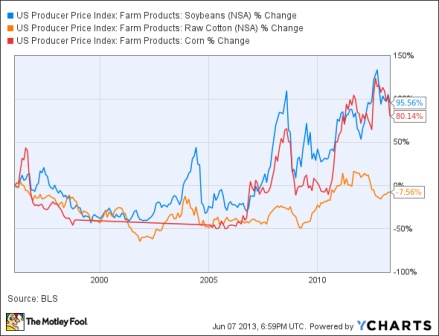 US Producer Price Index: Farm Products: Soybeans (NSA) % Change
US Producer Price Index: Farm Products: Raw Cotton (NSA) % Change
US Producer Price Index: Farm Products: Corn % Change
150%
95.56%
80.14%
50%
0%
-7.56%
-50%
-100%
2000
2005
2010
Source: BLS
The Motley Fool.
Jun 07 2013, 6:59PM UTC. Powered by YCHARTS